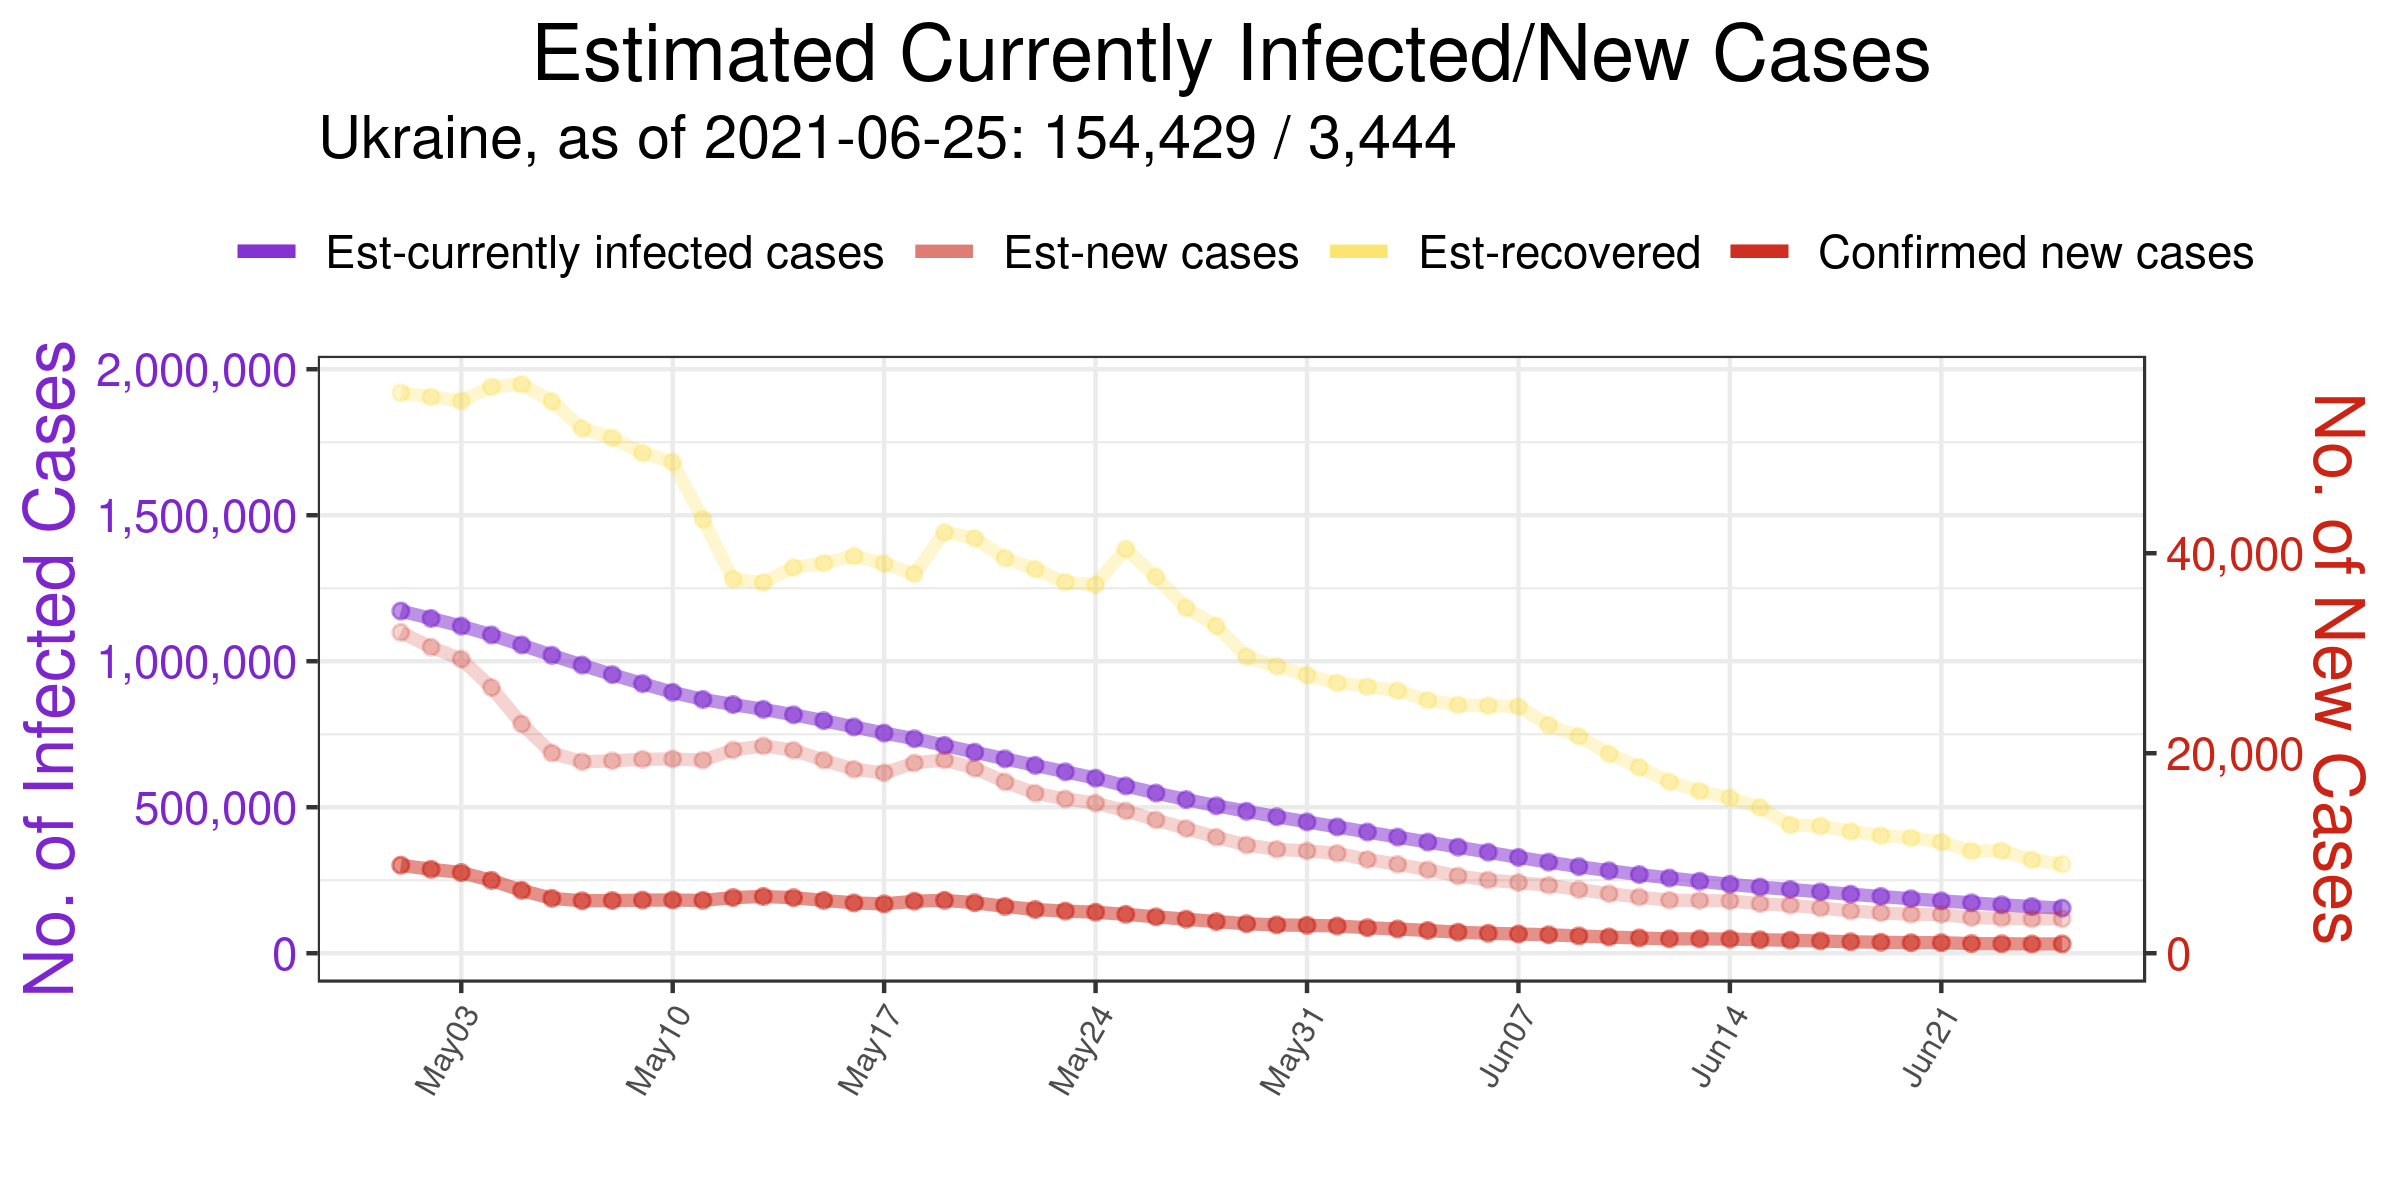 Estimated Currently Infected/New Cases
Ukraine, as of 2021-06-25: 154,429 / 3,444
Est-currently infected cases Est-new cases Est-recovered Confirmed new cases
No. of Infected Cases
2,000,000
1,500,000
1,000,000
500,000
0
No. of New Cases
40,000
20,000
0
May03 May10 May17 May24 May31 Jun07 Jun14 Jun21